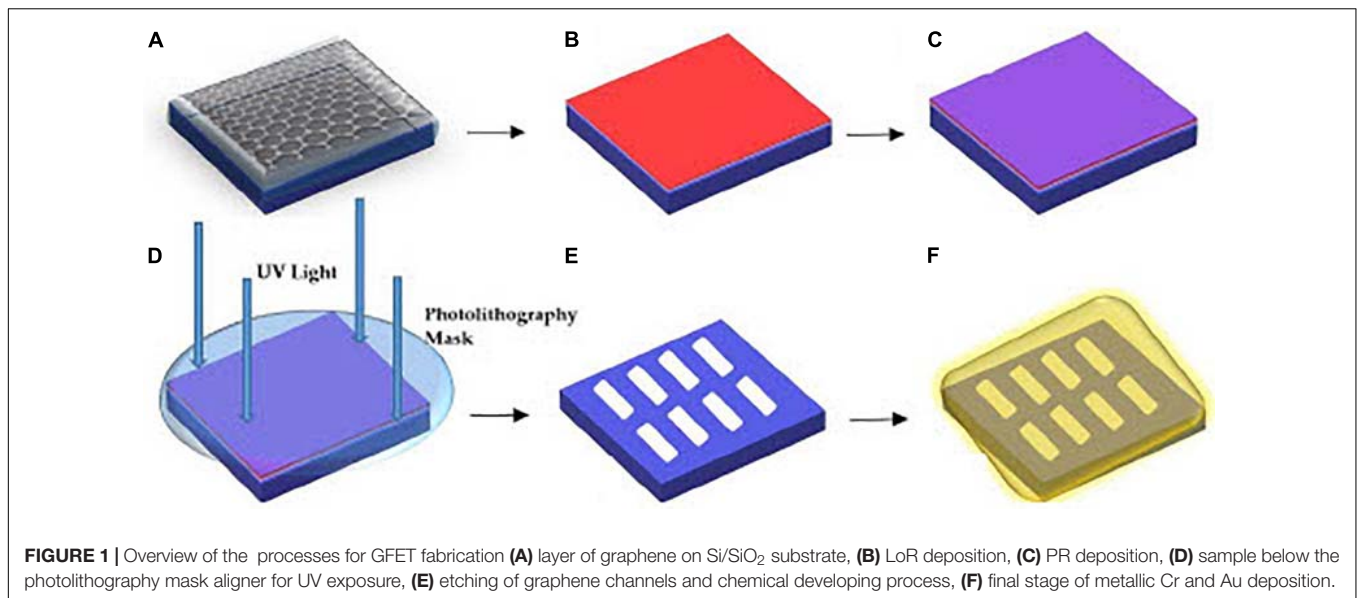 A
B
C
D
UV Light
Photolithography
Mask
E
F
FIGURE 1 | Overview of the processes for GFET fabrication (A) layer of graphene on Si/SiO₂ substrate, (B) LoR deposition, (C) PR deposition, (D) sample below the
photolithography mask aligner for UV exposure, (E) etching of graphene channels and chemical developing process, (F) final stage of metallic Cr and Au deposition.